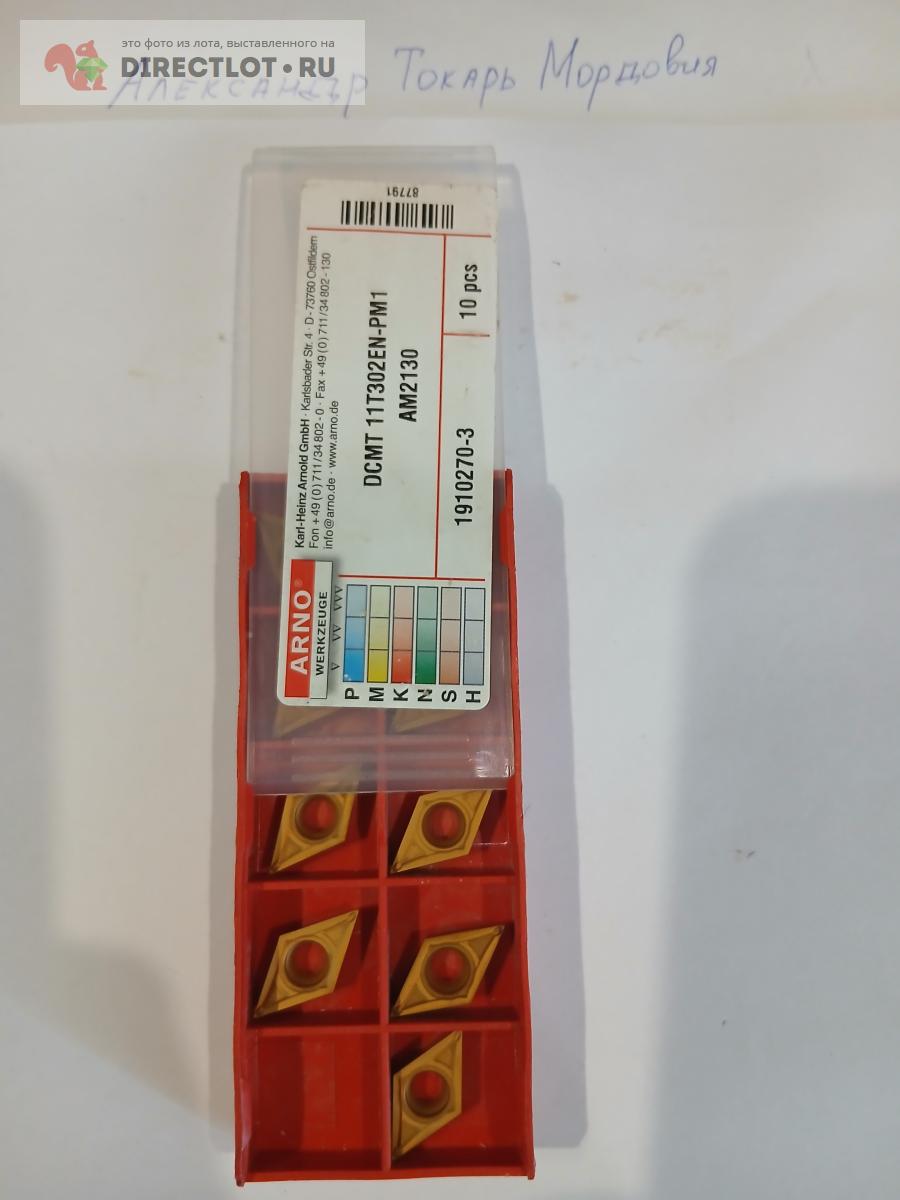 это фото из лота, выставленного на
DIRECTLOT.RU
Александр Токарь Мордовия
87791
Karl-Heinz Arnold GmbH · Karlsbader Str. 4 · D - 73760 Ostfildern
Fon +49 (0) 711/34 802 - 0 · Fax +49 (0) 711/34 802 - 130
info@arno.de · www.arno.de
DCMT 11T302EN-PM1
AM2130
1910270-3
10 pcs
ARNO®
WERKZEUGE
P
M
K
N
S
H